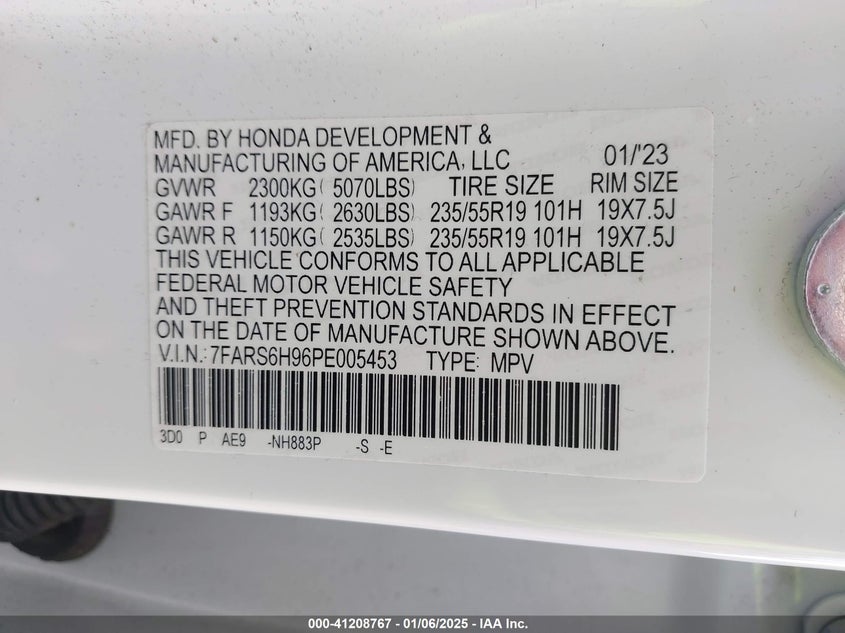 MFD. BY HONDA DEVELOPMENT &
MANUFACTURING OF AMERICA, LLC 01/'23
GVWR 2300KG( 5070LBS) TIRE SIZE RIM SIZE
GAWR F 1193KG( 2630LBS) 235/55R19 101H 19X7.5J
GAWR R 1150KG( 2535LBS) 235/55R19 101H 19X7.5J
THIS VEHICLE CONFORMS TO ALL APPLICABLE
FEDERAL MOTOR VEHICLE SAFETY
AND THEFT PREVENTION STANDARDS IN EFFECT
ON THE DATE OF MANUFACTURE SHOWN ABOVE.
V.I.N.: 7FARS6H96PE005453 TYPE: MPV
3D0 P AE9 -NH883P -S -E
000-41208767 | 01/06/2025 - IAA Inc.